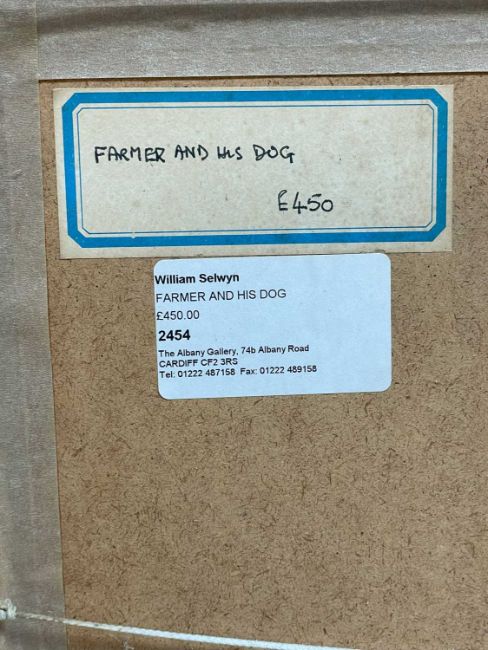 FARMER AND HIS DOG
£450
William Selwyn
FARMER AND HIS DOG
£450.00
2454
The Albany Gallery, 74b Albany Road
CARDIFF CF2 3RS
Tel: 01222 487158 Fax: 01222 489158